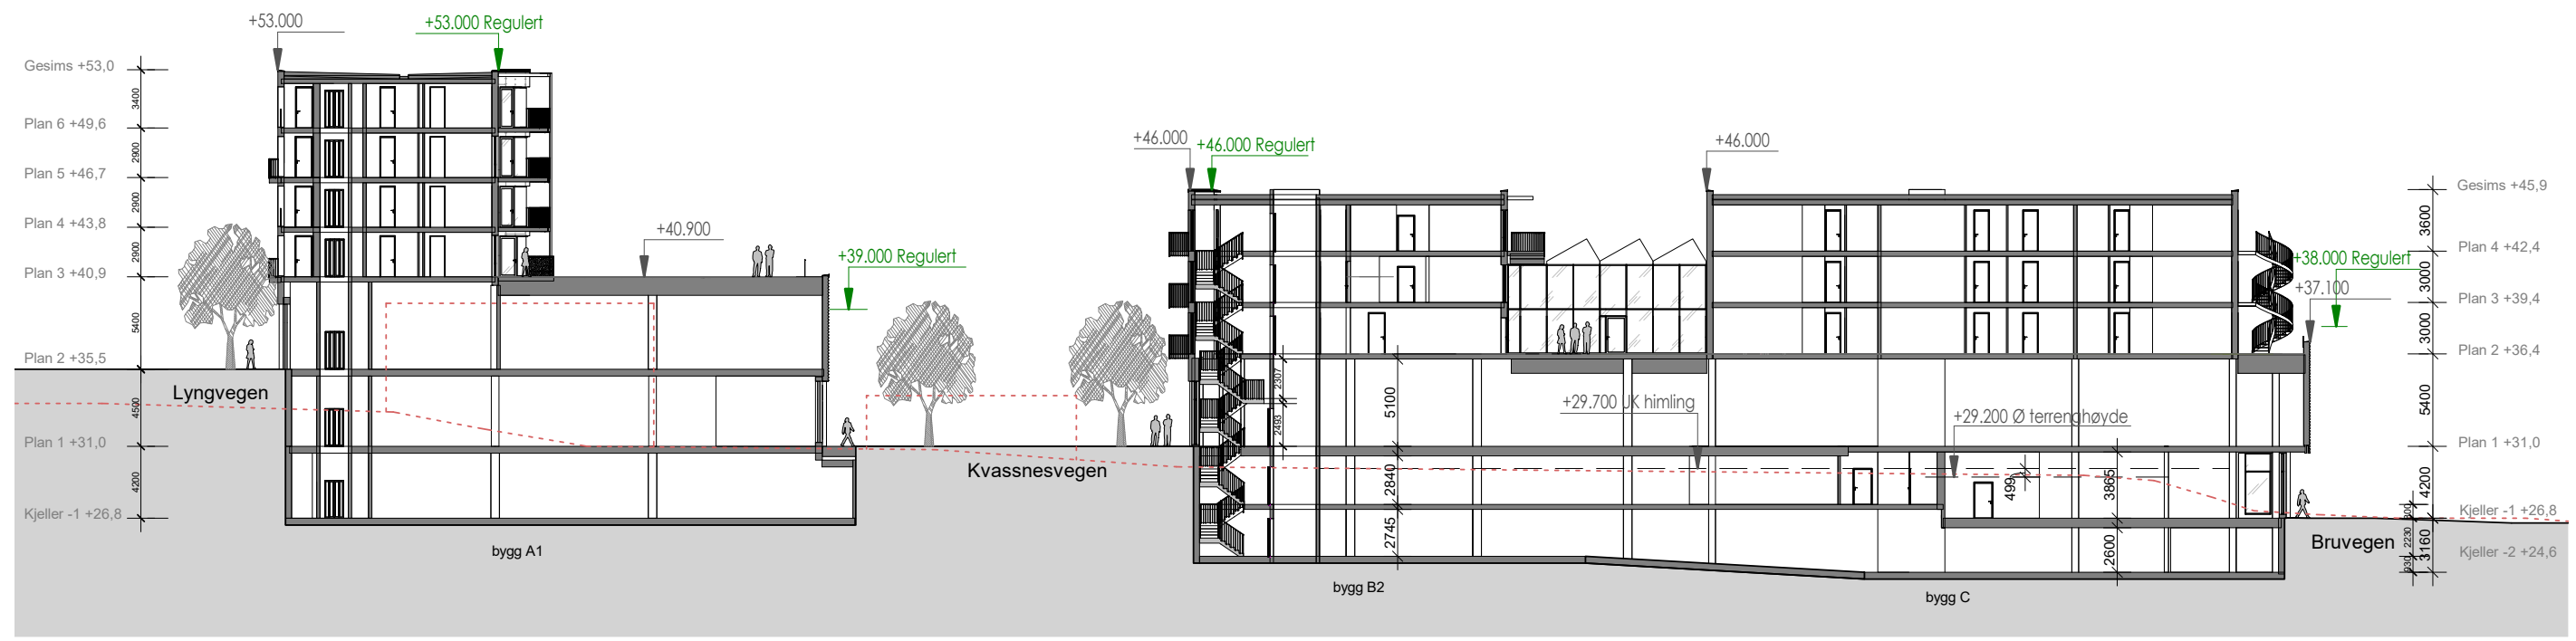 +53.000
+53.000 Regulert
Gesims +53,0
3400
Plan 6 +49,6
2900
Plan 5 +46,7
2900
Plan 4 +43,8
2900
Plan 3 +40,9
5400
Plan 2 +35,5
4500
Plan 1 +31,0
4200
Kjeller -1 +26,8
Lyngvegen
+40.900
+39.000 Regulert
bygg A1
Kvassnesvegen
+46.000
+46.000 Regulert
+46.000
2307
2493
5100
2840
2745
+29.700 UK himling
+29.200 Ø terrenghøyde
499
3865
2600
bygg B2
bygg C
+38.000 Regulert
+37.100
Bruvegen
Gesims +45,9
3600
Plan 4 +42,4
3000
Plan 3 +39,4
3000
Plan 2 +36,4
5400
Plan 1 +31,0
4200
Kjeller -1 +26,8
2230
3160
930
Kjeller -2 +24,6